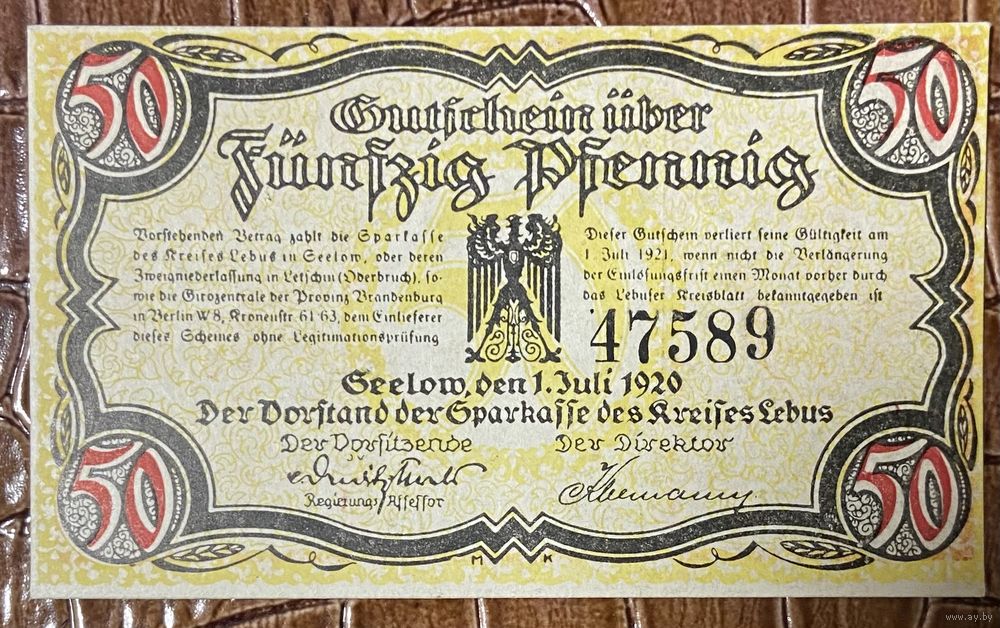 50 50
Gutschein über
Fünfzig Pfennig
Vorstehenden Betrag zahlt die Sparkasse
des Kreises Lebus in Seelow, oder deren
Zweigniederlassung in Letschin (Oderbruch), so-
wie die Girozentrale der Provinz Brandenburg
in Berlin W 8, Kronenstr. 61 63, dem Einlieferer
dieses Scheines ohne Legitimationsprüfung
Dieser Gutschein verliert seine Gültigkeit am
1 Juli 1921, wenn nicht die Verlängerung
der Einlösungsfrist einen Monat vorher durch
das Lebuser Kreisblatt bekanntgegeben ist
47589
Seelow, den 1. Juli 1920
Der Vorstand der Sparkasse des Kreises Lebus
Der Vorsitzende Der Direktor
Regierungs Assessor
50 50
M K
www.ay.by